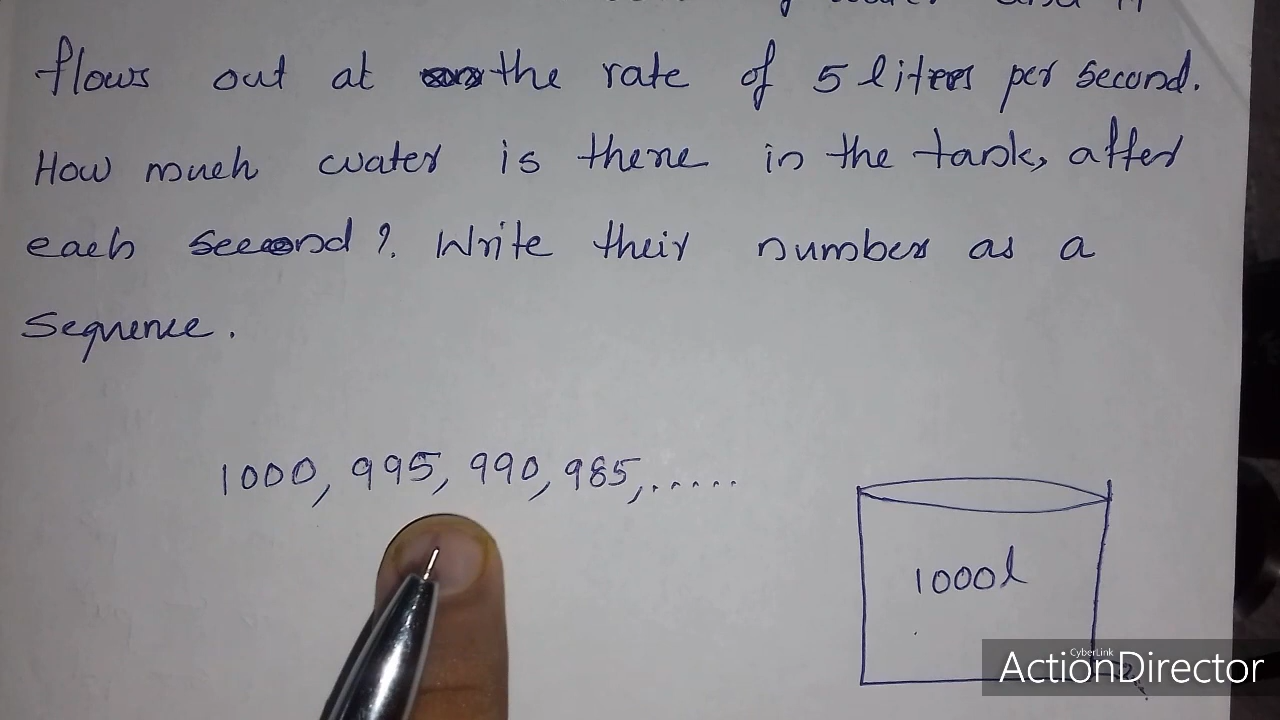 flows out at the rate of 5 liters per second.
How much water is there in the tank, after
each second?. Write their number as a
Sequence.
1000, 995, 990, 985, .....
1000l
CyberLink
ActionDirector